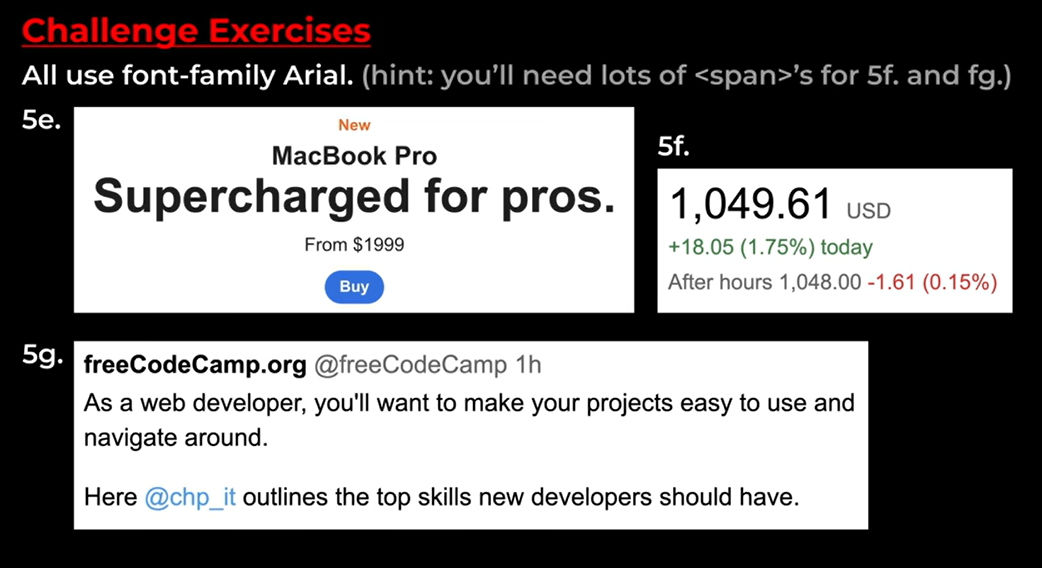 Challenge Exercises
All use font-family Arial. (hint: you’ll need lots of <span>’s for 5f. and fg.)
5e.
New
MacBook Pro
Supercharged for pros.
From $1999
Buy
5f.
1,049.61 USD
+18.05 (1.75%) today
After hours 1,048.00 -1.61 (0.15%)
5g.
freeCodeCamp.org @freeCodeCamp 1h
As a web developer, you'll want to make your projects easy to use and
navigate around.
Here @chp_it outlines the top skills new developers should have.